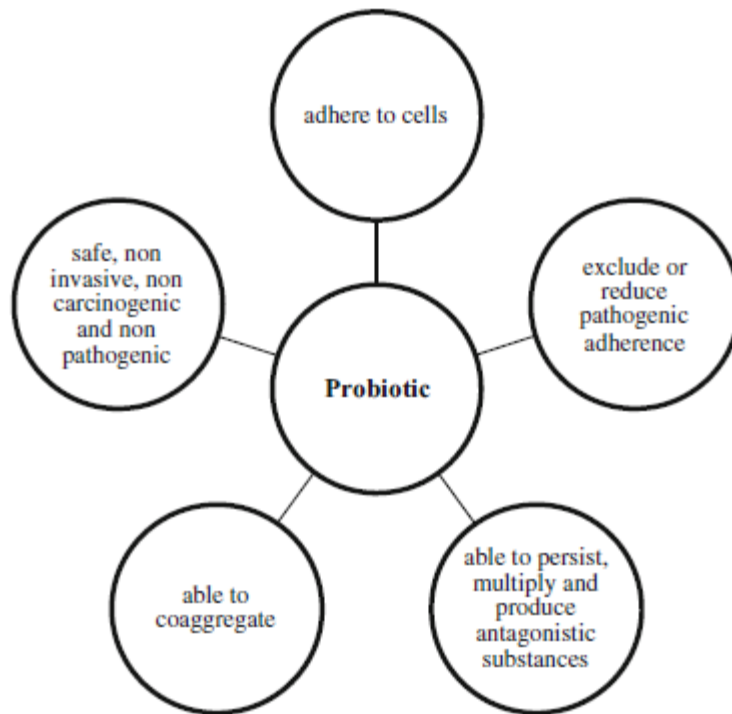 adhere to cells
safe, non
invasive, non
carcinogenic
and non
pathogenic
exclude or
reduce
pathogenic
adherence
Probiotic
able to
coaggregate
able to persist,
multiply and
produce
antagonistic
substances